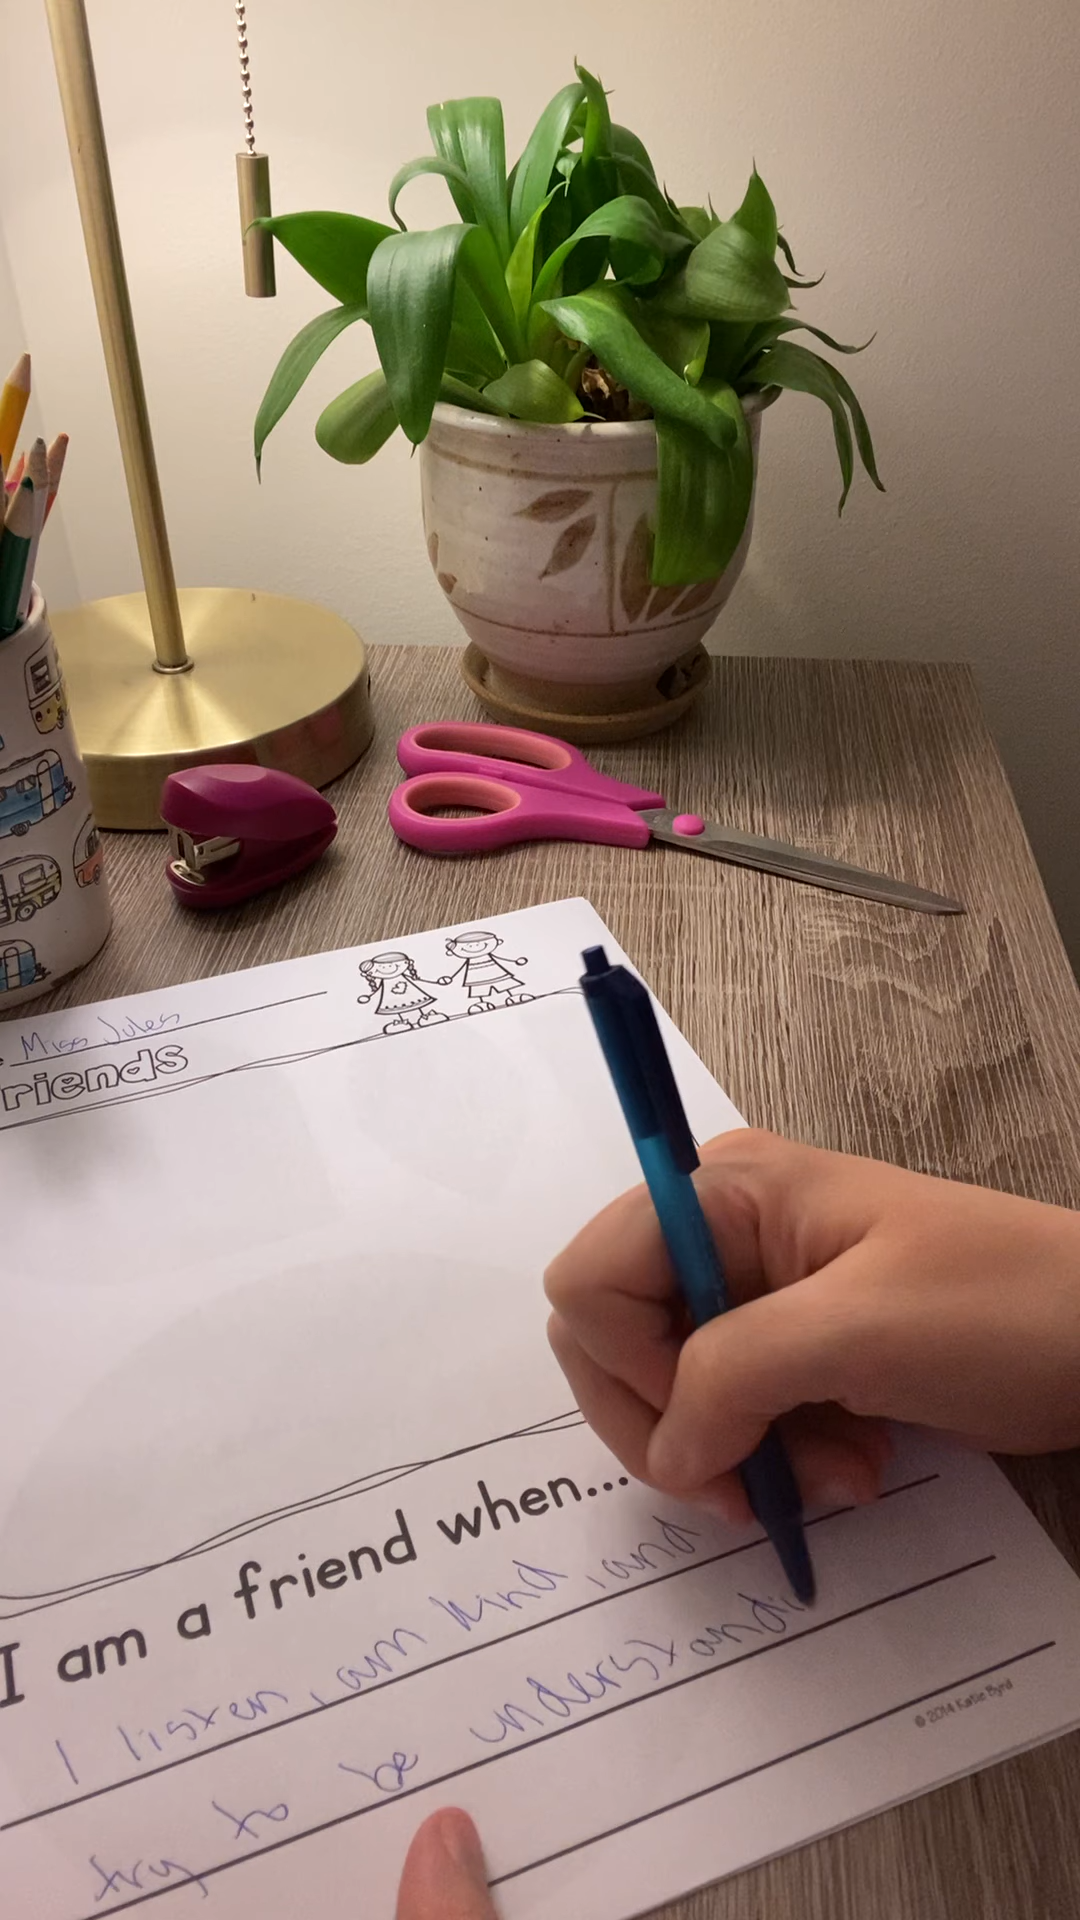 Miss Jules
riends
I am a friend when...
I listen, am kind, and
try to be understandi
© 2014 Katie Byrd